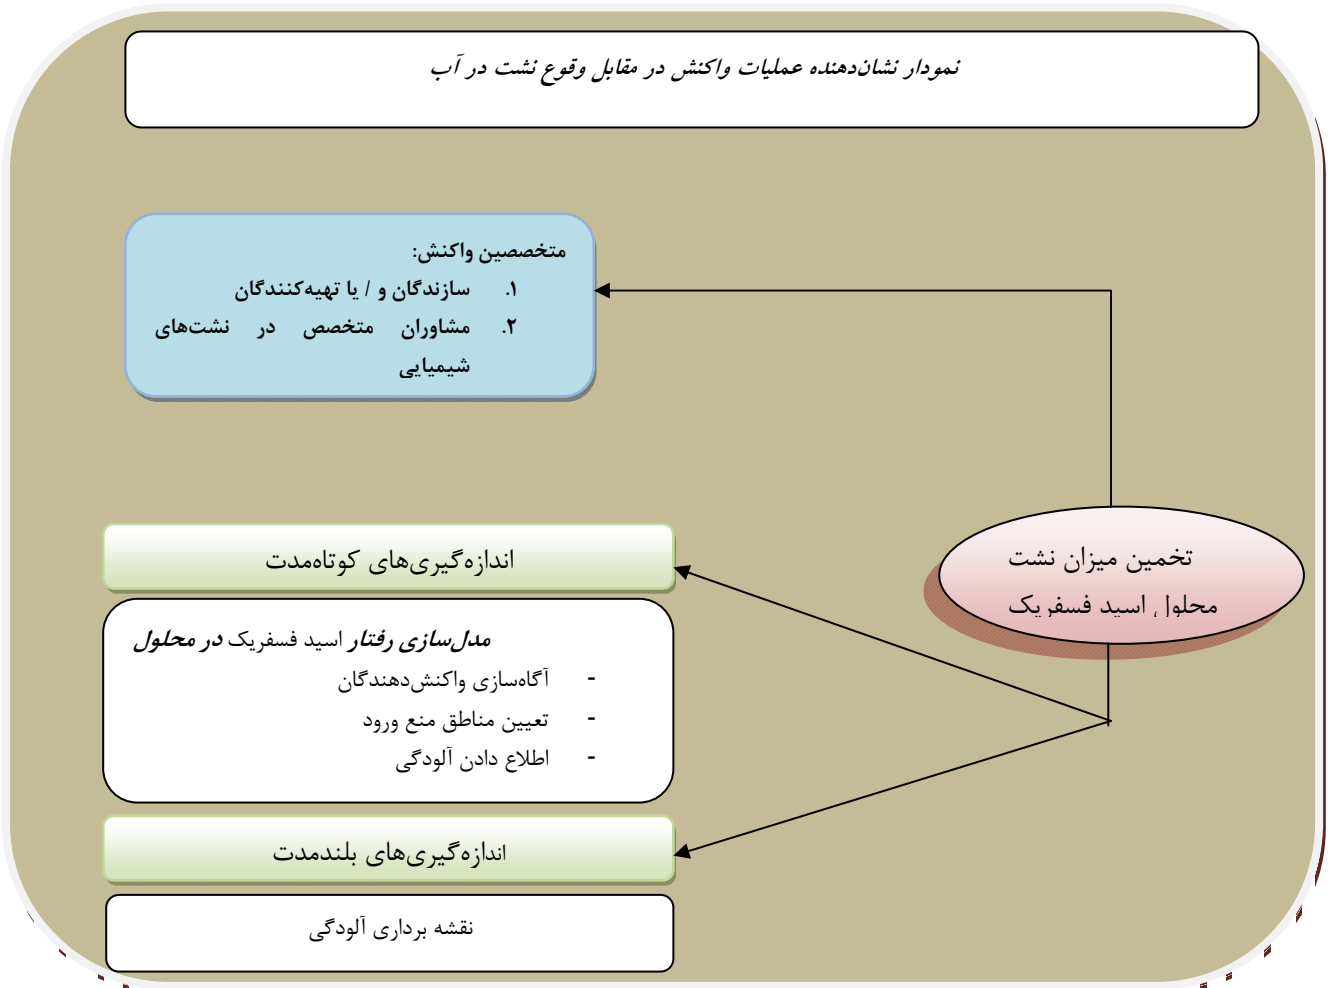 نمودار نشان‌دهنده عملیات واکنش در مقابل وقوع نشت در آب
متخصصین واکنش:
۱. سازندگان و / یا تهیه‌کنندگان
۲. مشاوران متخصص در نشت‌های
شیمیایی
تخمین میزان نشت
محلول اسید فسفریک
اندازه‌گیری‌های کوتاه‌مدت
مدل‌سازی رفتار اسید فسفریک در محلول
- آگاه‌سازی واکنش‌دهندگان
- تعیین مناطق منع ورود
- اطلاع دادن آلودگی
اندازه‌گیری‌های بلندمدت
نقشه برداری آلودگی